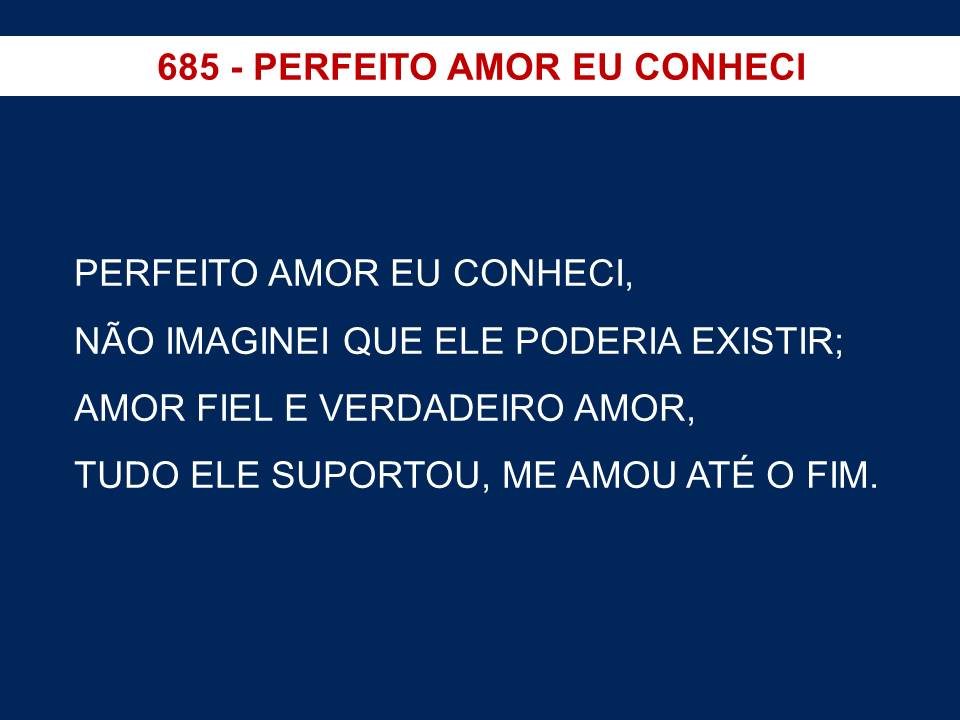 685 - PERFEITO AMOR EU CONHECI
PERFEITO AMOR EU CONHECI,
NÃO IMAGINEI QUE ELE PODERIA EXISTIR;
AMOR FIEL E VERDADEIRO AMOR,
TUDO ELE SUPORTOU, ME AMOU ATÉ O FIM.